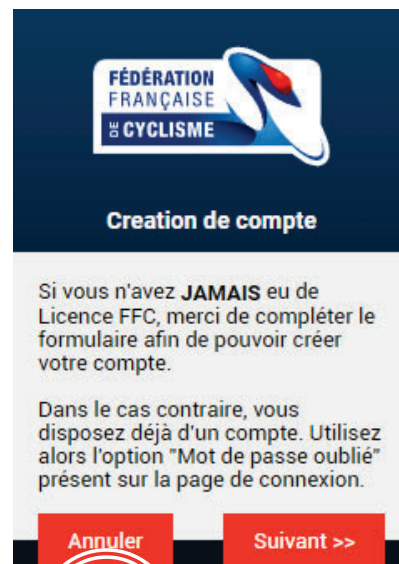 FÉDÉRATION
FRANÇAISE
DE CYCLISME
Creation de compte
Si vous n'avez JAMAIS eu de
Licence FFC, merci de compléter le
formulaire afin de pouvoir créer
votre compte.
Dans le cas contraire, vous
disposez déjà d'un compte. Utilisez
alors l'option "Mot de passe oublié"
présent sur la page de connexion.
Annuler
Suivant >>